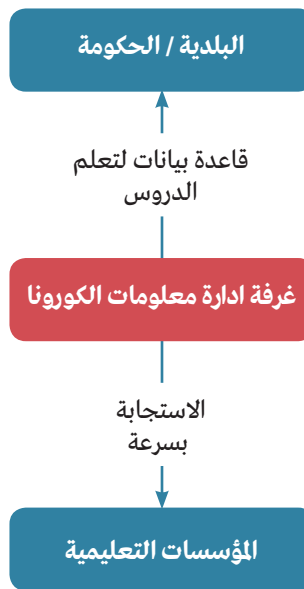 البلدية / الحكومة
قاعدة بيانات لتعلم
الدروس
غرفة ادارة معلومات الكورونا
الاستجابة
بسرعة
المؤسسات التعليمية